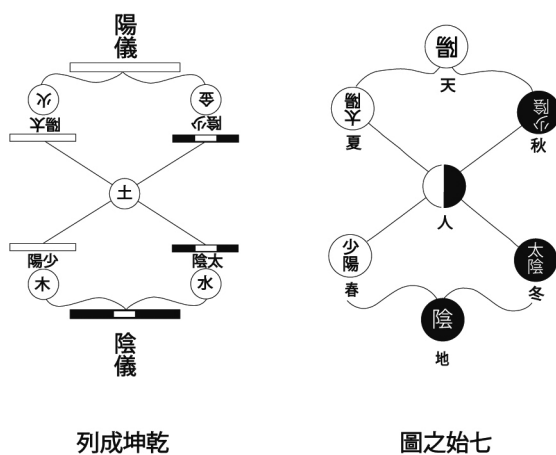 陽
儀
火
金
太陽
少陰
土
陽少
陰太
木
水
陰
儀
列成坤乾
陽
天
太陽
夏
少陰
秋
人
少
陽
春
太
陰
冬
陰
地
圖之始七